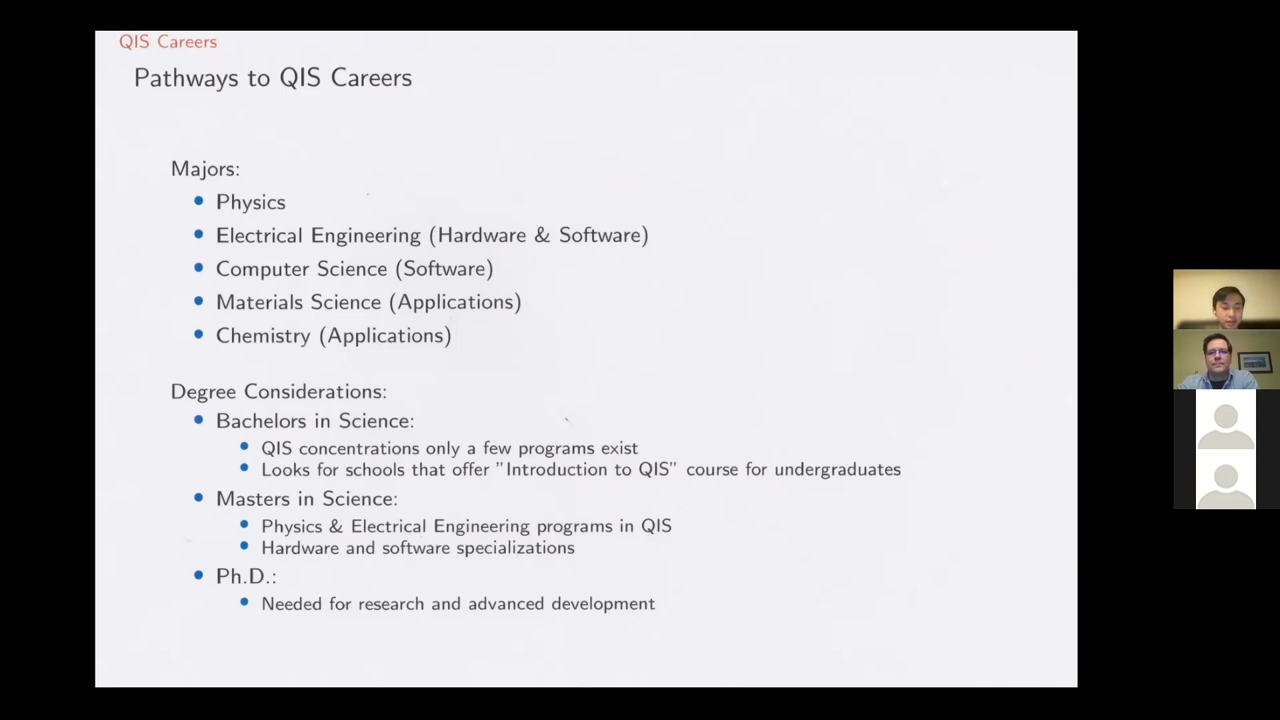 QIS Careers
Pathways to QIS Careers
Majors:
Physics
Electrical Engineering (Hardware & Software)
Computer Science (Software)
Materials Science (Applications)
Chemistry (Applications)
Degree Considerations:
Bachelors in Science:
QIS concentrations only a few programs exist
Looks for schools that offer "Introduction to QIS" course for undergraduates
Masters in Science:
Physics & Electrical Engineering programs in QIS
Hardware and software specializations
Ph.D.:
Needed for research and advanced development